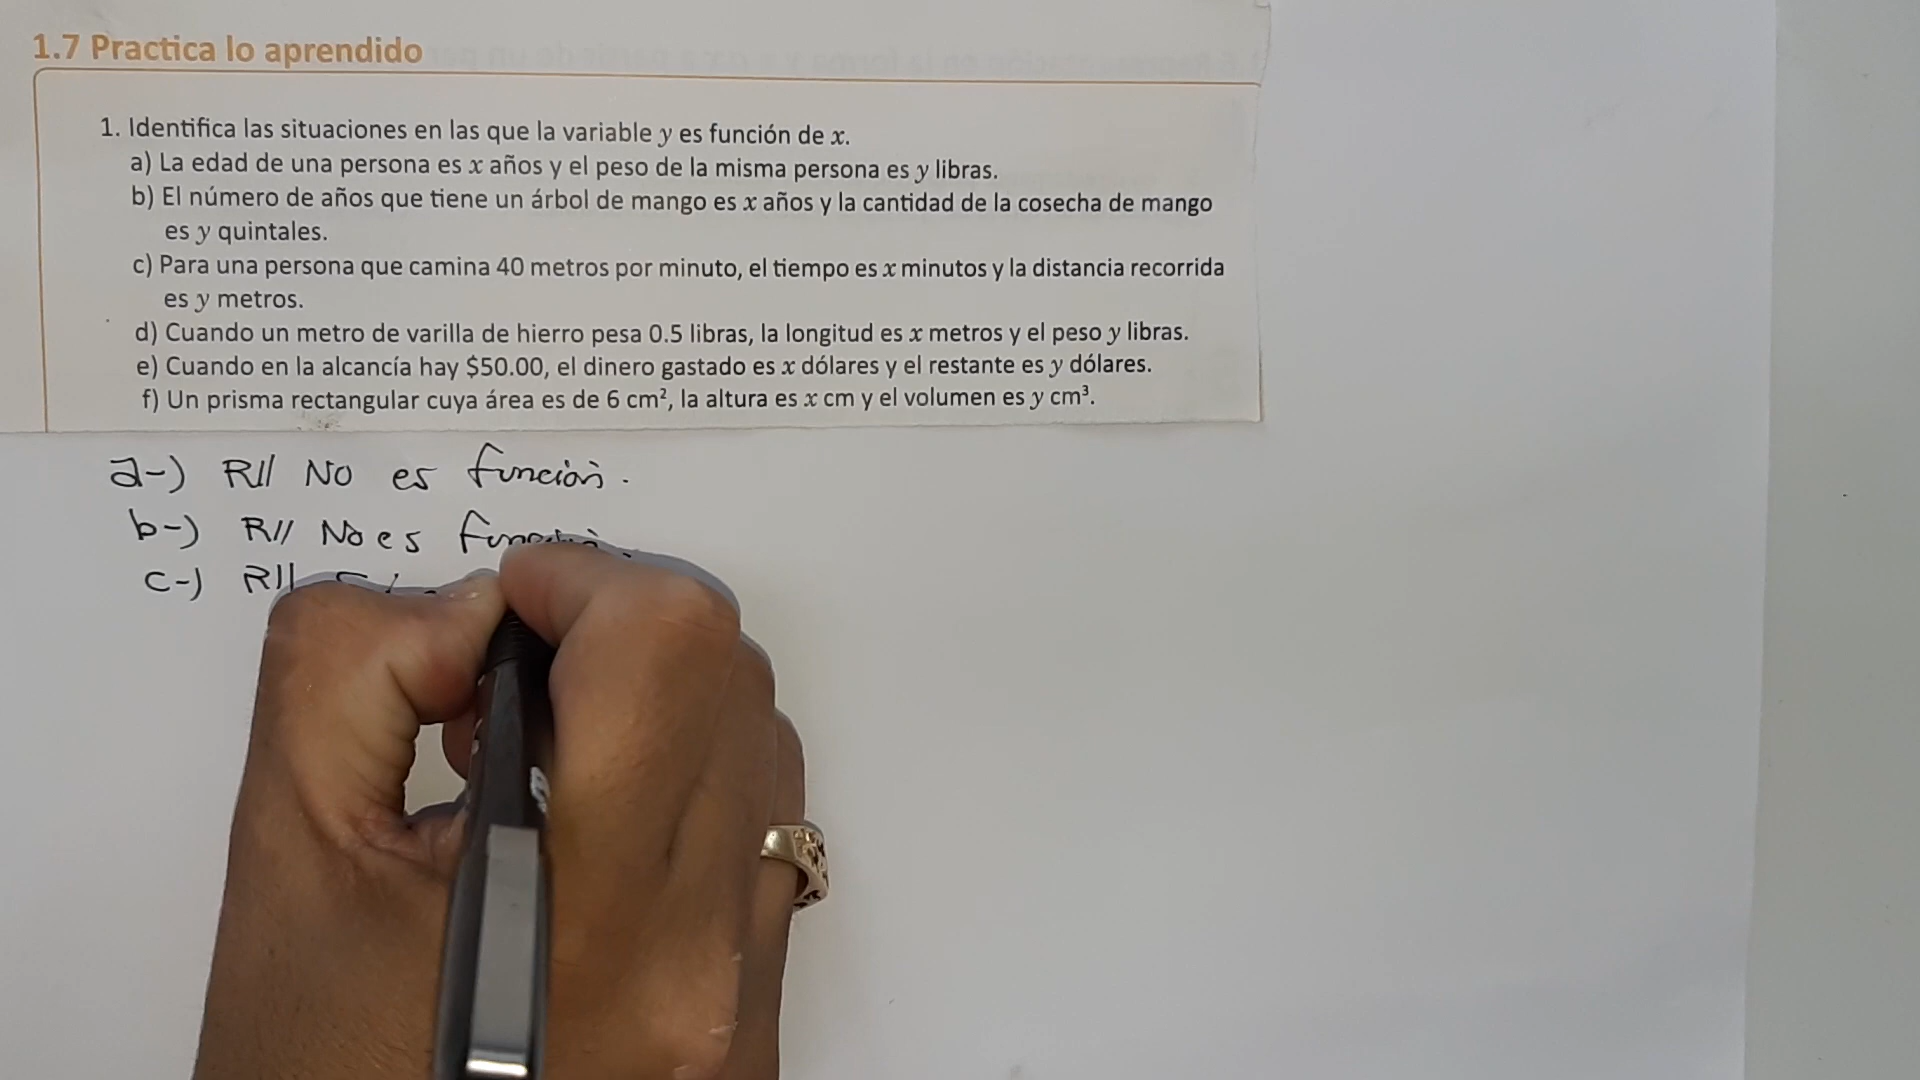 1.7 Practica lo aprendido
1. Identifica las situaciones en las que la variable y es función de x.
a) La edad de una persona es x años y el peso de la misma persona es y libras.
b) El número de años que tiene un árbol de mango es x años y la cantidad de la cosecha de mango
es y quintales.
c) Para una persona que camina 40 metros por minuto, el tiempo es x minutos y la distancia recorrida
es y metros.
d) Cuando un metro de varilla de hierro pesa 0.5 libras, la longitud es x metros y el peso y libras.
e) Cuando en la alcancía hay $50.00, el dinero gastado es x dólares y el restante es y dólares.
f) Un prisma rectangular cuya área es de 6 cm², la altura es x cm y el volumen es y cm³.
a-) R// No es función.
b-) R// No es función.
c-) R//